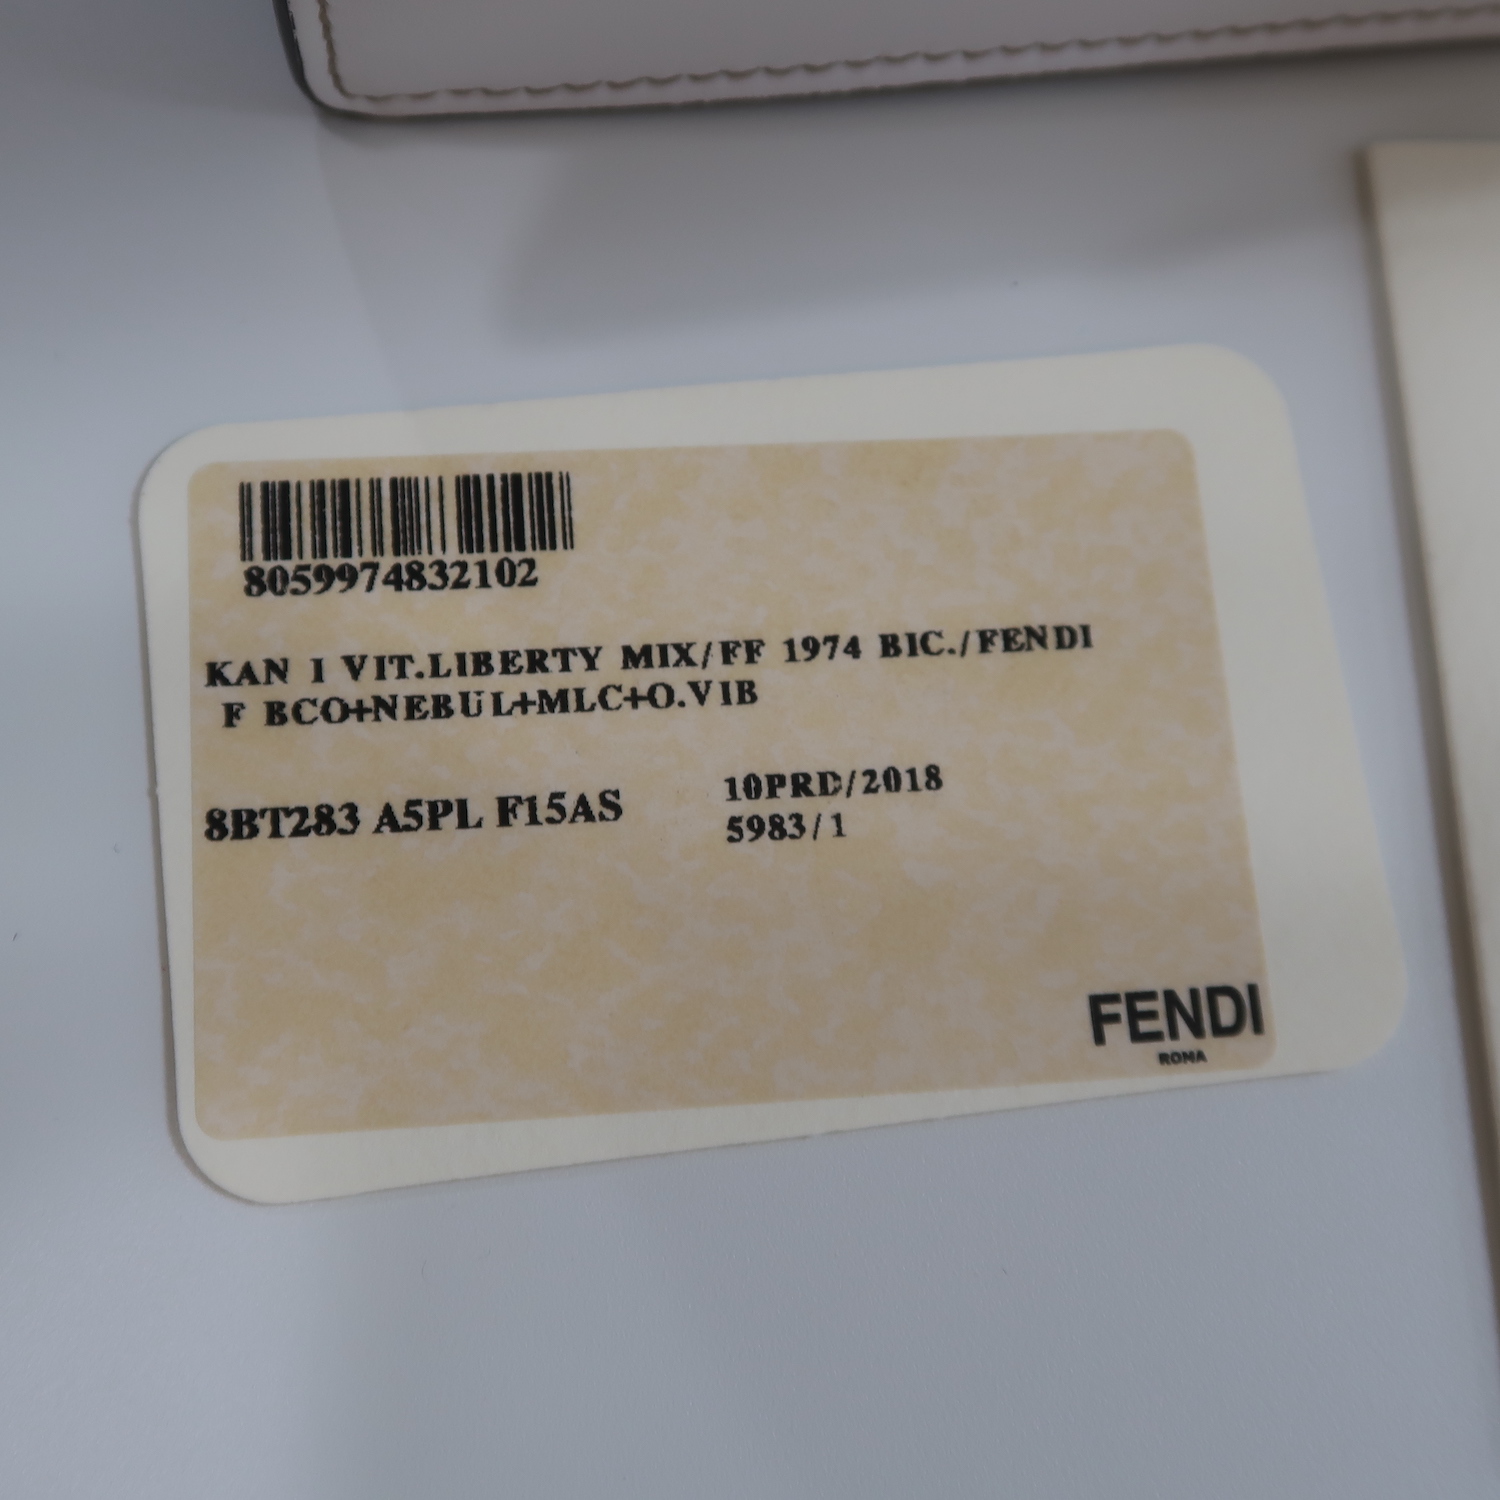 8059974832102
KAN I VIT.LIBERTY MIX/FF 1974 BIC./FENDI
F BCO+NEBUL+MLC+O.VIB
8BT283 A5PL F15AS
10PRD/2018
5983/1
FENDI
ROMA